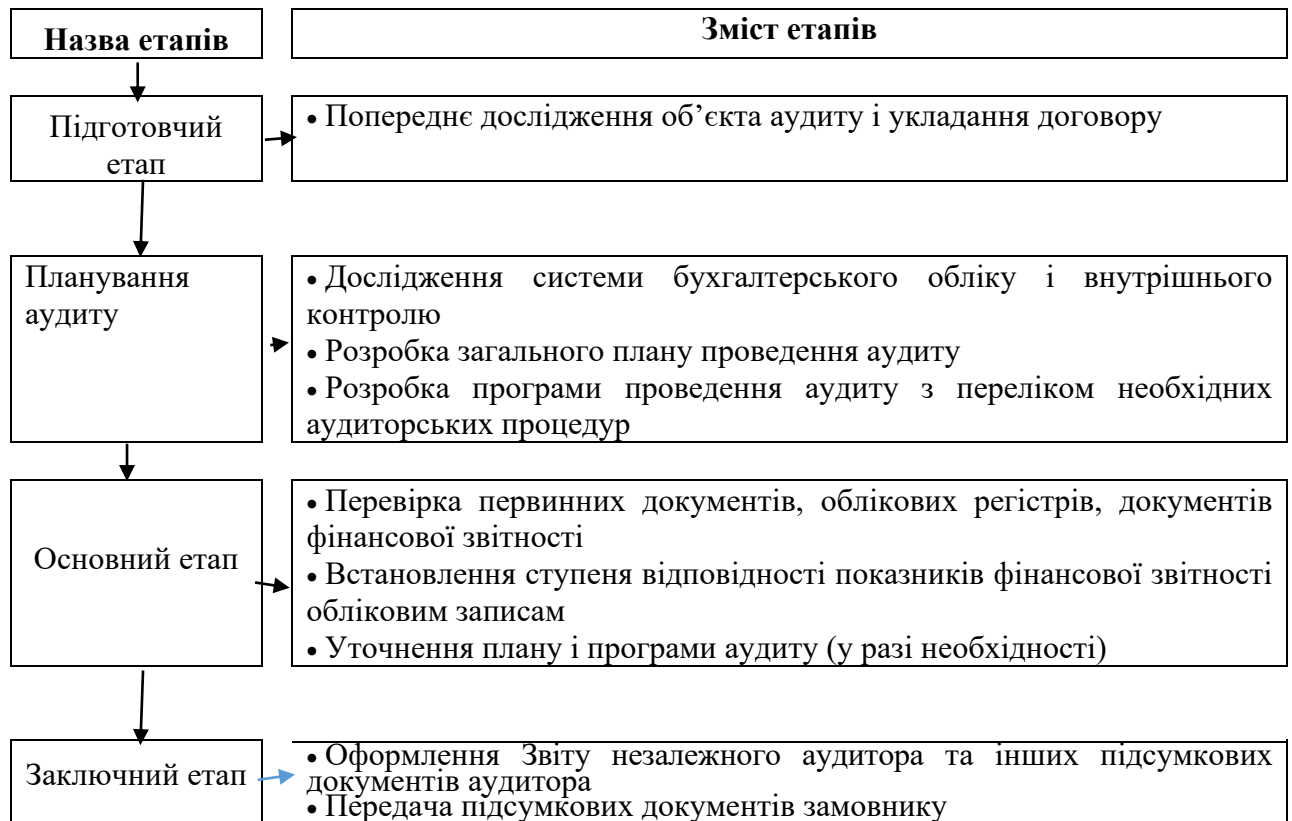 Назва етапів
Зміст етапів
Підготовчий
етап
• Попереднє дослідження об’єкта аудиту і укладання договору
Планування
аудиту
• Дослідження системи бухгалтерського обліку і внутрішнього
контролю
• Розробка загального плану проведення аудиту
• Розробка програми проведення аудиту з переліком необхідних
аудиторських процедур
Основний етап
• Перевірка первинних документів, облікових регістрів, документів
фінансової звітності
• Встановлення ступеня відповідності показників фінансової звітності
обліковим записам
• Уточнення плану і програми аудиту (у разі необхідності)
Заключний етап
• Оформлення Звіту незалежного аудитора та інших підсумкових
документів аудитора
• Передача підсумкових документів замовнику